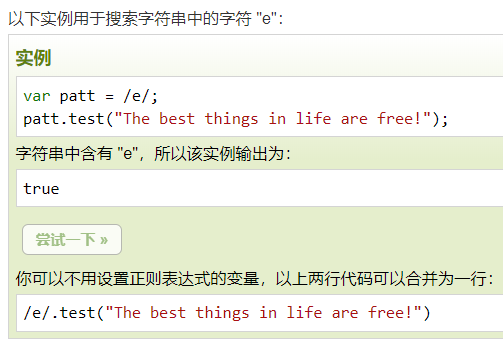 以下实例用于搜索字符串中的字符 "e"：
实例
var patt = /e/;
patt.test("The best things in life are free!");
字符串中含有 "e"，所以该实例输出为：
true
尝试一下 »
你可以不用设置正则表达式的变量，以上两行代码可以合并为一行：
/e/.test("The best things in life are free!")